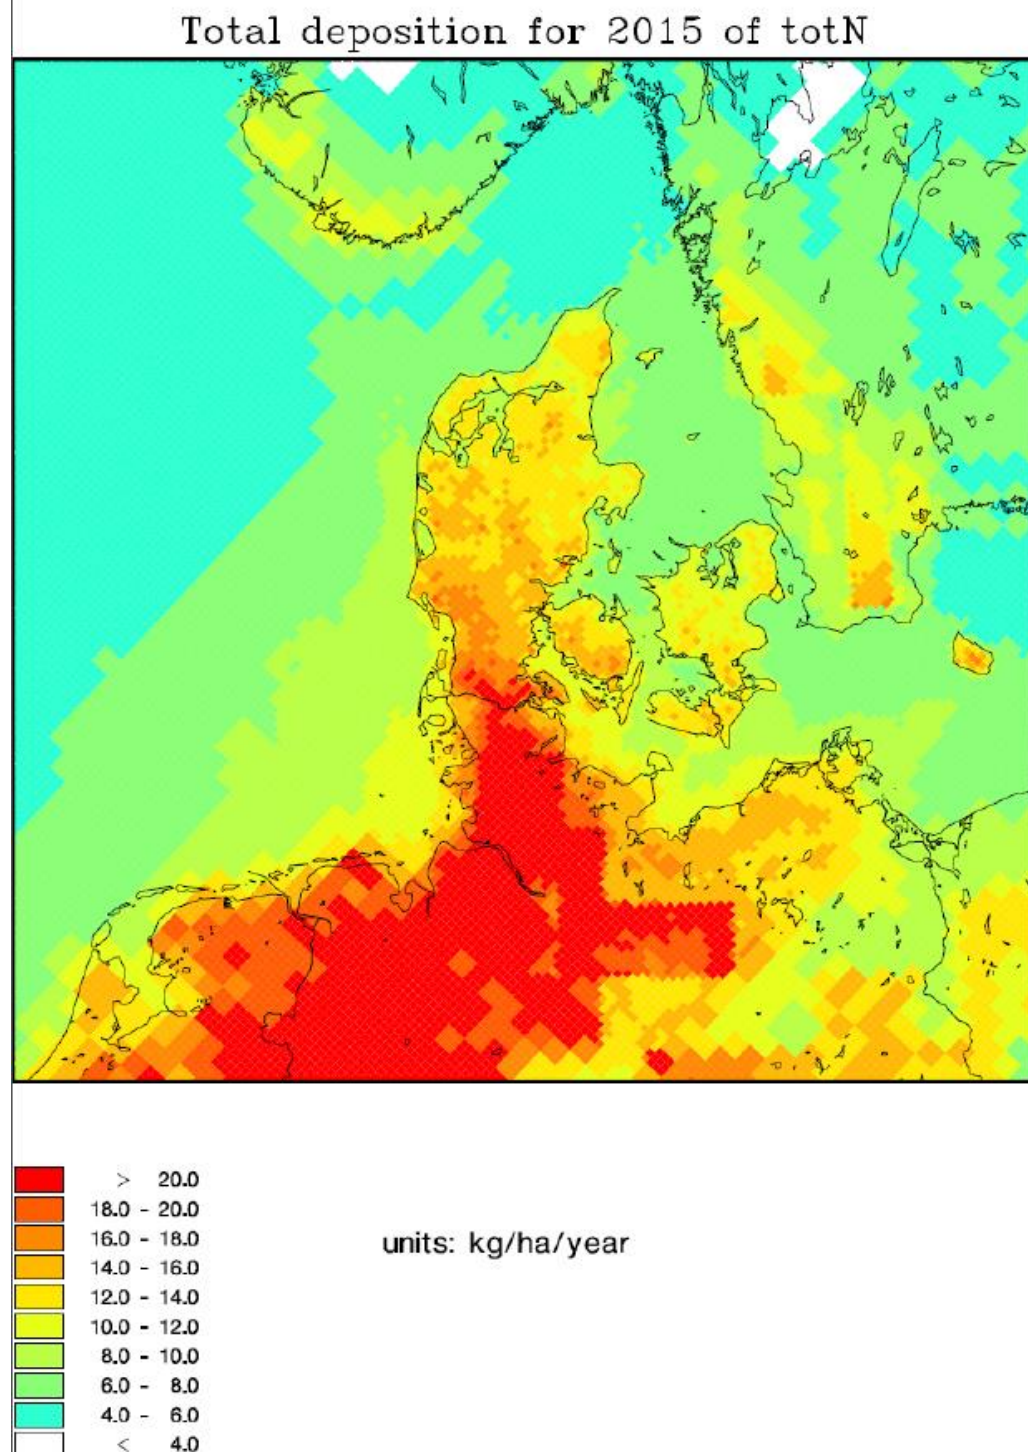 Total deposition for 2015 of totN
> 20.0
18.0 - 20.0
16.0 - 18.0
units: kg/ha/year
14.0 - 16.0
12.0 - 14.0
10.0 - 12.0
8.0 - 10.0
6.0 - 8.0
4.0 - 6.0
< 4.0